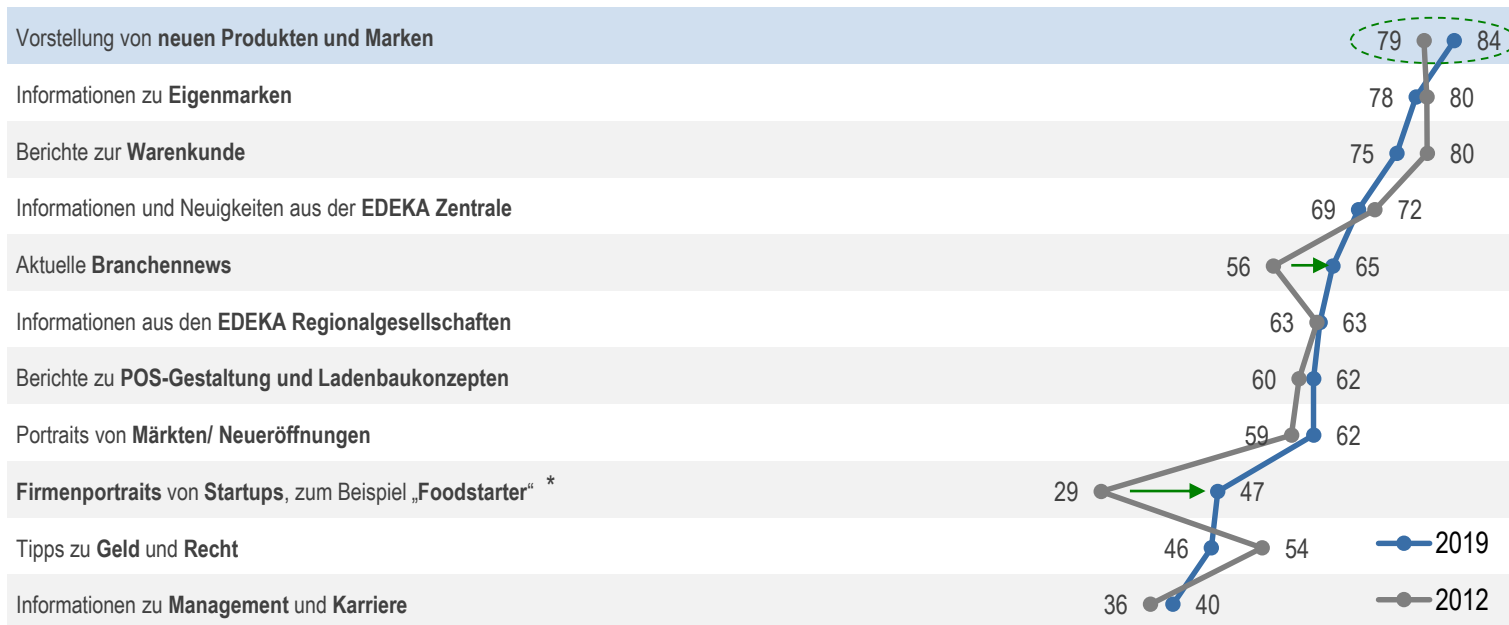 Vorstellung von neuen Produkten und Marken 79 84
Informationen zu Eigenmarken 78 80
Berichte zur Warenkunde 75 80
Informationen und Neuigkeiten aus der EDEKA Zentrale 69 72
Aktuelle Branchennews 56 65
Informationen aus den EDEKA Regionalgesellschaften 63 63
Berichte zu POS-Gestaltung und Ladenbaukonzepten 60 62
Portraits von Märkten/ Neueröffnungen 59 62
Firmenportraits von Startups, zum Beispiel „Foodstarter“ * 29 47
Tipps zu Geld und Recht 46 54 2019
Informationen zu Management und Karriere 36 40 2012